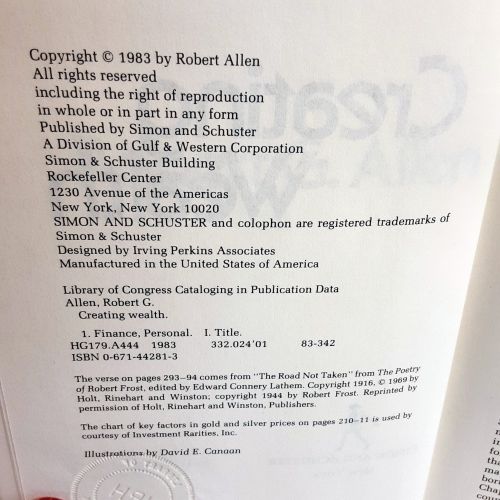 Copyright © 1983 by Robert Allen
All rights reserved
including the right of reproduction
in whole or in part in any form
Published by Simon and Schuster
A Division of Gulf & Western Corporation
Simon & Schuster Building
Rockefeller Center
1230 Avenue of the Americas
New York, New York 10020
SIMON AND SCHUSTER and colophon are registered trademarks of
Simon & Schuster
Designed by Irving Perkins Associates
Manufactured in the United States of America
Library of Congress Cataloging in Publication Data
Allen, Robert G.
Creating wealth.
1. Finance, Personal. I. Title.
HG179.A444 1983 332.024'01 83-342
ISBN 0-671-44281-3
The verse on pages 293–94 comes from "The Road Not Taken" from The Poetry
of Robert Frost, edited by Edward Connery Lathem. Copyright 1916, © 1969 by
Holt, Rinehart and Winston; copyright 1944 by Robert Frost. Reprinted by
permission of Holt, Rinehart and Winston, Publishers.
The chart of key factors in gold and silver prices on pages 210–11 is used by
courtesy of Investment Rarities, Inc.
Illustrations by David E. Canaan